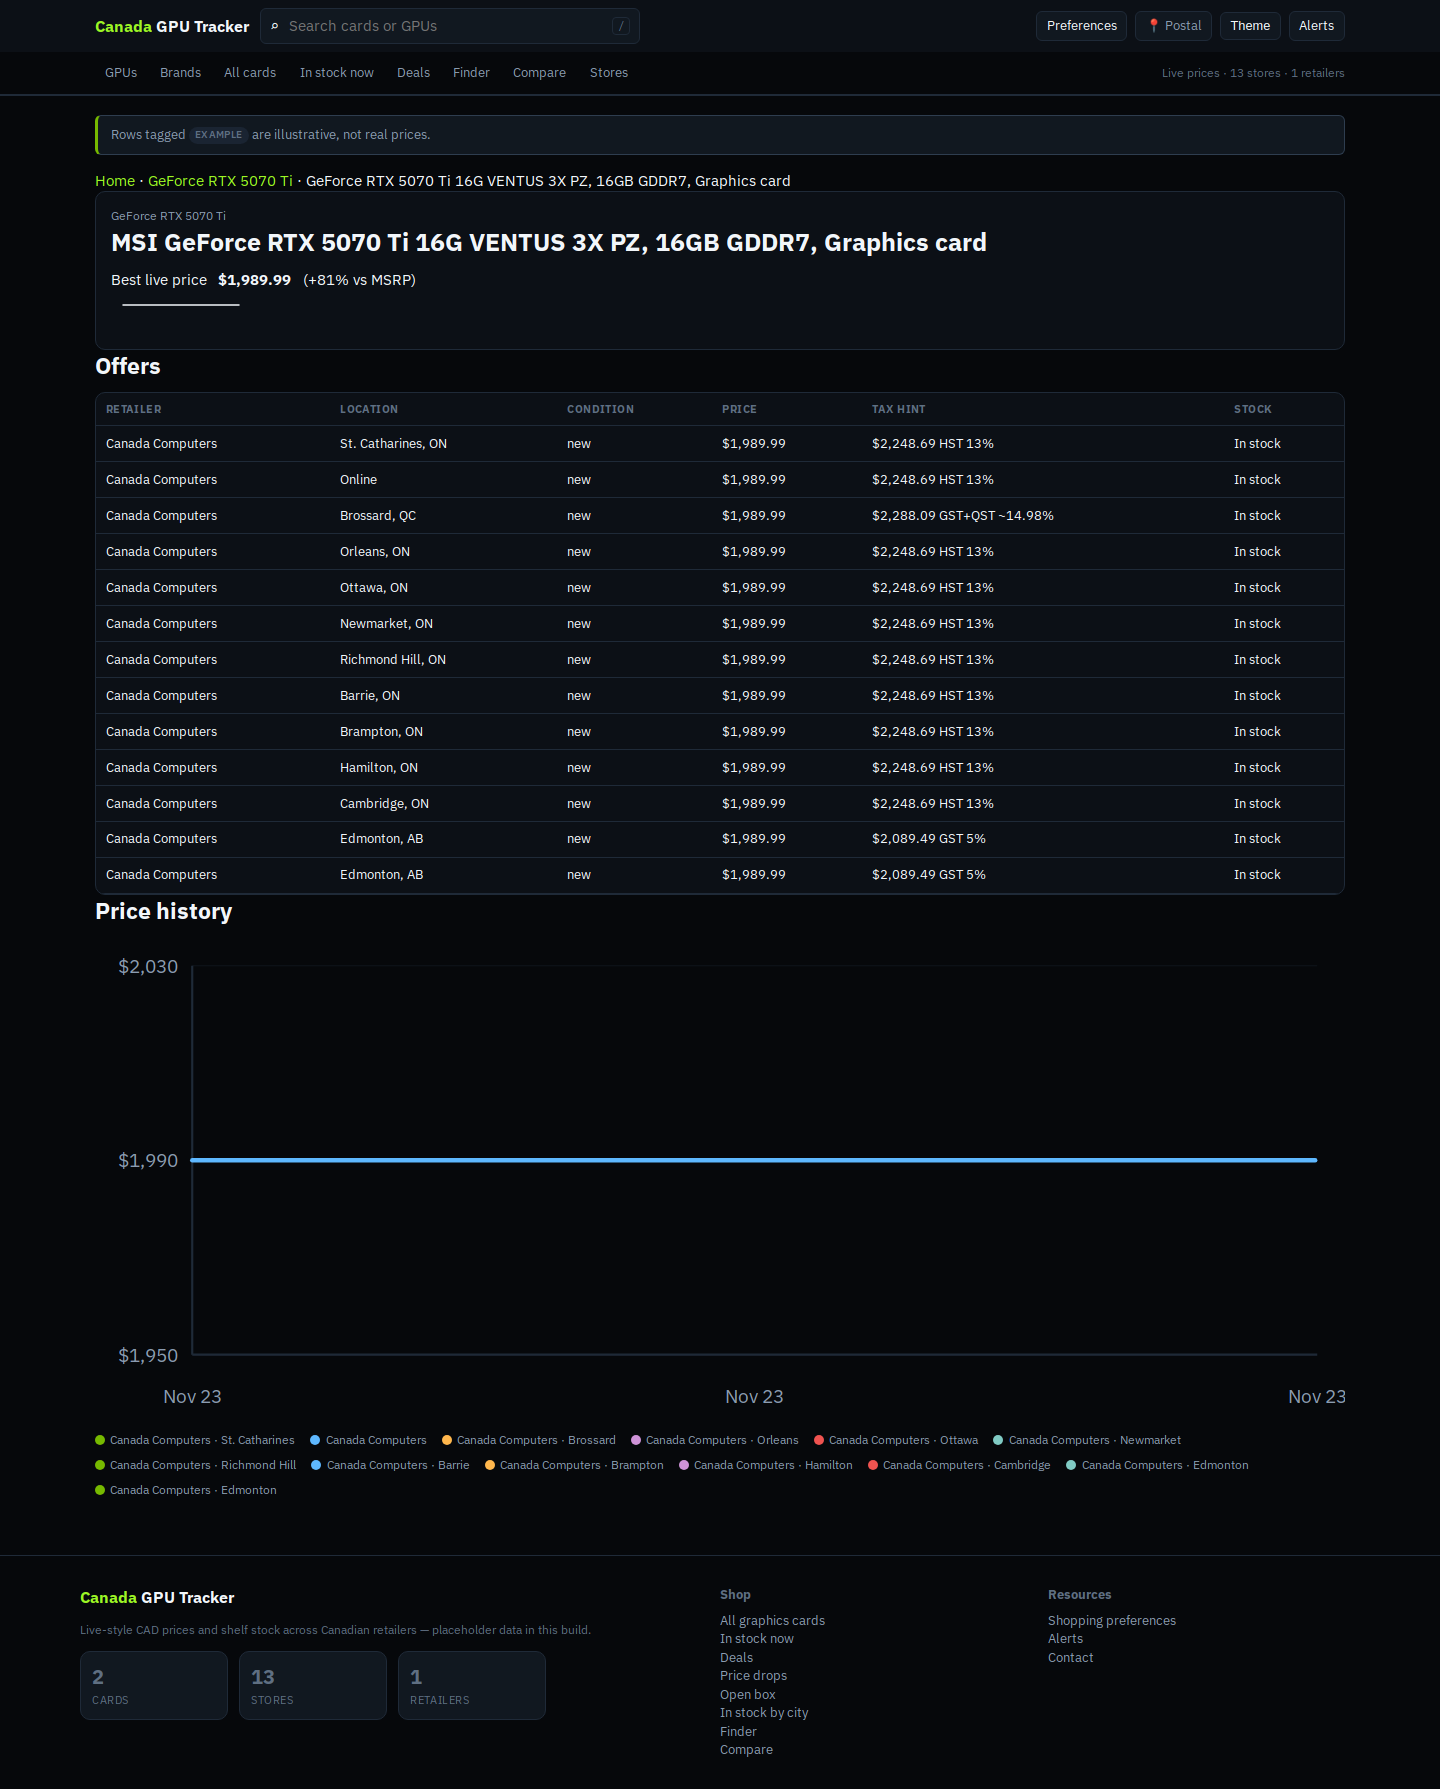 Canada GPU Tracker
Search cards or GPUs /
Preferences
Postal
Theme
Alerts
GPUs Brands All cards In stock now Deals Finder Compare Stores
Live prices · 13 stores · 1 retailers
Rows tagged EXAMPLE are illustrative, not real prices.
Home · GeForce RTX 5070 Ti · GeForce RTX 5070 Ti 16G VENTUS 3X PZ, 16GB GDDR7, Graphics card
GeForce RTX 5070 Ti
MSI GeForce RTX 5070 Ti 16G VENTUS 3X PZ, 16GB GDDR7, Graphics card
Best live price $1,989.99 (+81% vs MSRP)
Offers
RETAILER LOCATION CONDITION PRICE TAX HINT STOCK
Canada Computers St. Catharines, ON new $1,989.99 $2,248.69 HST 13% In stock
Canada Computers Online new $1,989.99 $2,248.69 HST 13% In stock
Canada Computers Brossard, QC new $1,989.99 $2,288.09 GST+QST ~14.98% In stock
Canada Computers Orleans, ON new $1,989.99 $2,248.69 HST 13% In stock
Canada Computers Ottawa, ON new $1,989.99 $2,248.69 HST 13% In stock
Canada Computers Newmarket, ON new $1,989.99 $2,248.69 HST 13% In stock
Canada Computers Richmond Hill, ON new $1,989.99 $2,248.69 HST 13% In stock
Canada Computers Barrie, ON new $1,989.99 $2,248.69 HST 13% In stock
Canada Computers Brampton, ON new $1,989.99 $2,248.69 HST 13% In stock
Canada Computers Hamilton, ON new $1,989.99 $2,248.69 HST 13% In stock
Canada Computers Cambridge, ON new $1,989.99 $2,248.69 HST 13% In stock
Canada Computers Edmonton, AB new $1,989.99 $2,089.49 GST 5% In stock
Canada Computers Edmonton, AB new $1,989.99 $2,089.49 GST 5% In stock
Price history
$2,030
$1,990
$1,950
Nov 23 Nov 23 Nov 23
Canada Computers · St. Catharines Canada Computers Canada Computers · Brossard Canada Computers · Orleans Canada Computers · Ottawa Canada Computers · Newmarket
Canada Computers · Richmond Hill Canada Computers · Barrie Canada Computers · Brampton Canada Computers · Hamilton Canada Computers · Cambridge Canada Computers · Edmonton
Canada Computers · Edmonton
Canada GPU Tracker
Live-style CAD prices and shelf stock across Canadian retailers — placeholder data in this build.
2
CARDS
13
STORES
1
RETAILERS
Shop
All graphics cards
In stock now
Deals
Price drops
Open box
In stock by city
Finder
Compare
Resources
Shopping preferences
Alerts
Contact